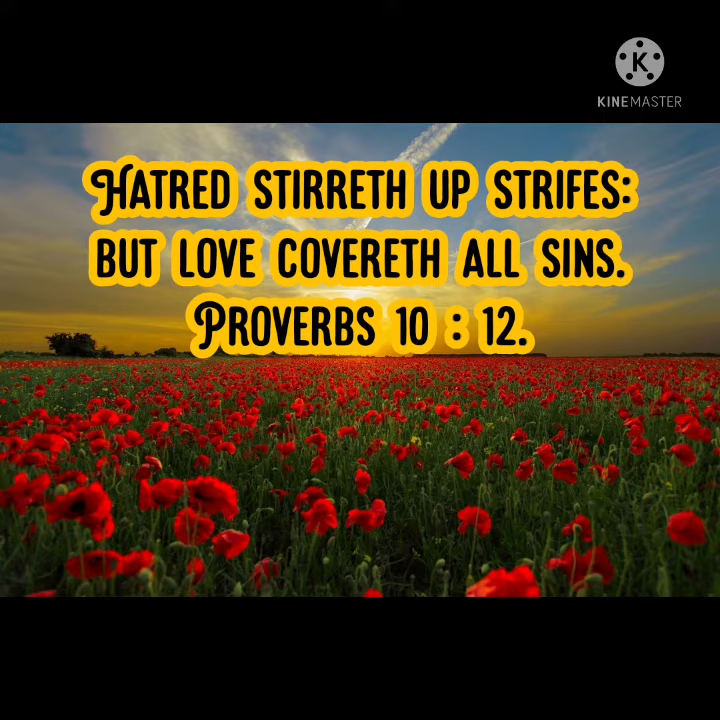 K
KINEMASTER
Hatred stirreth up strifes:
but love covereth all sins.
Proverbs 10 : 12.